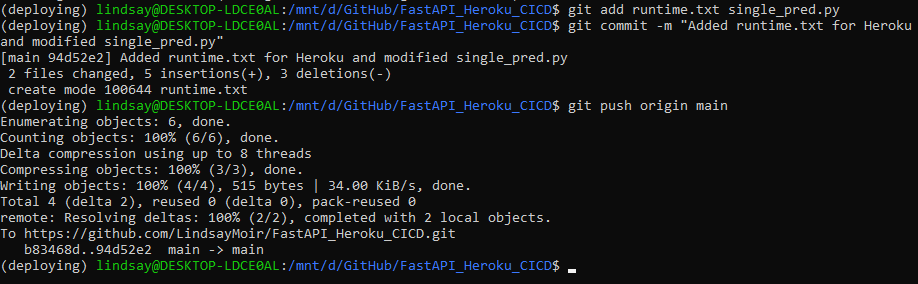 (deploying) lindsay@DESKTOP-LDCE0AL:/mnt/d/GitHub/FastAPI_Heroku_CICD$ git add runtime.txt single_pred.py
(deploying) lindsay@DESKTOP-LDCE0AL:/mnt/d/GitHub/FastAPI_Heroku_CICD$ git commit -m "Added runtime.txt for Heroku
and modified single_pred.py"
[main 94d52e2] Added runtime.txt for Heroku and modified single_pred.py
 2 files changed, 5 insertions(+), 3 deletions(-)
 create mode 100644 runtime.txt
(deploying) lindsay@DESKTOP-LDCE0AL:/mnt/d/GitHub/FastAPI_Heroku_CICD$ git push origin main
Enumerating objects: 6, done.
Counting objects: 100% (6/6), done.
Delta compression using up to 8 threads
Compressing objects: 100% (3/3), done.
Writing objects: 100% (4/4), 515 bytes | 34.00 KiB/s, done.
Total 4 (delta 2), reused 0 (delta 0), pack-reused 0
remote: Resolving deltas: 100% (2/2), completed with 2 local objects.
To https://github.com/LindsayMoir/FastAPI_Heroku_CICD.git
   b83468d..94d52e2  main -> main
(deploying) lindsay@DESKTOP-LDCE0AL:/mnt/d/GitHub/FastAPI_Heroku_CICD$